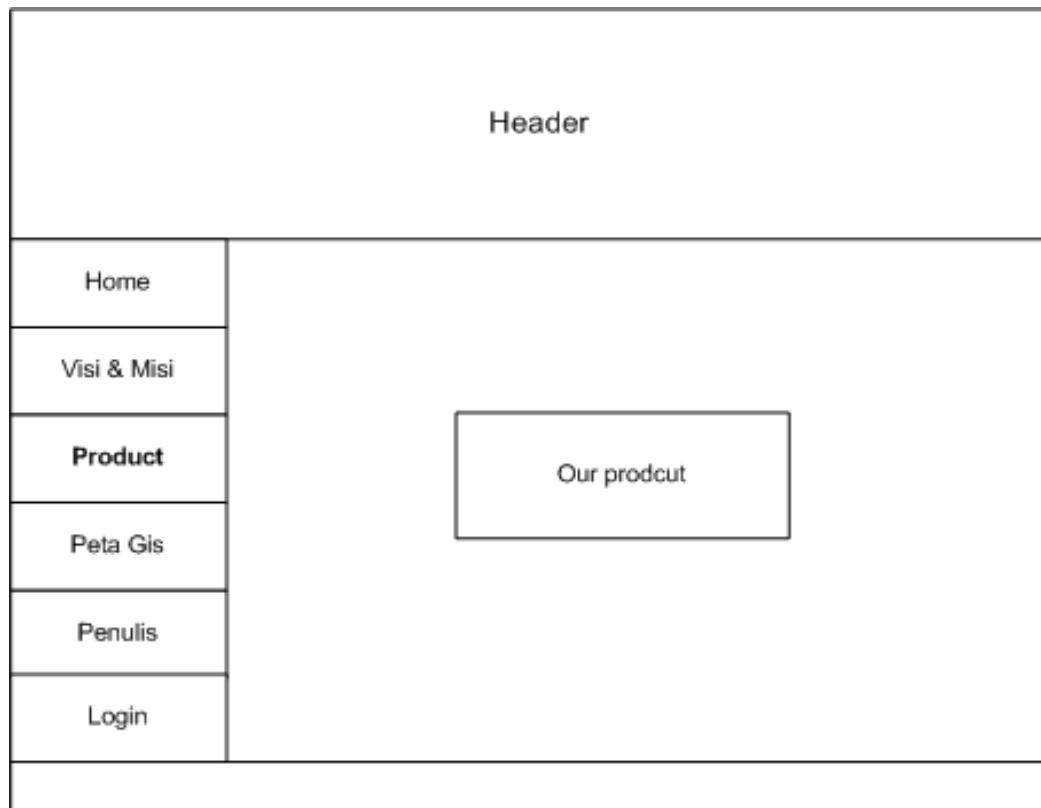 Header
Home
Visi & Misi
Product
Peta Gis
Penulis
Login
Our prodcut